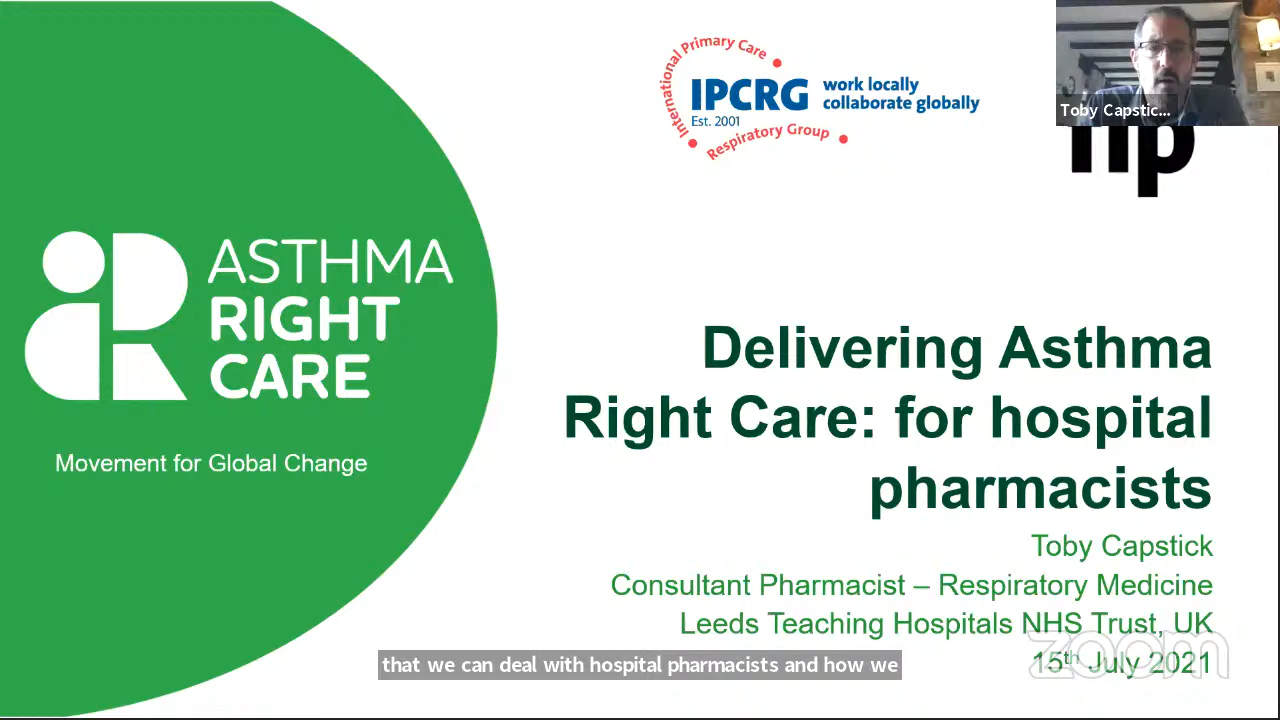 International Primary Care
IPCRG
Est. 2001
Respiratory Group
work locally
collaborate globally
Toby Capstic...
ASTHMA
RIGHT
CARE
Movement for Global Change
Delivering Asthma
Right Care: for hospital
pharmacists
Toby Capstick
Consultant Pharmacist – Respiratory Medicine
Leeds Teaching Hospitals NHS Trust, UK
15th July 2021
zoom
that we can deal with hospital pharmacists and how we